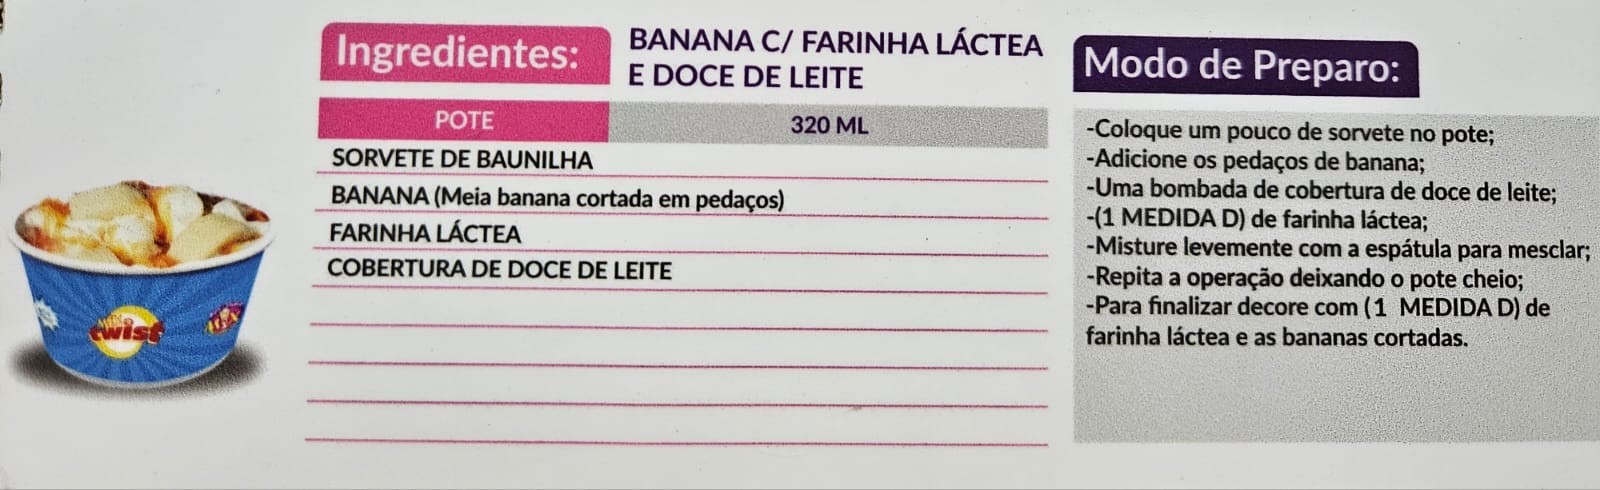 Ingredientes:
BANANA C/ FARINHA LÁCTEA
E DOCE DE LEITE
POTE
320 ML
SORVETE DE BAUNILHA
BANANA (Meia banana cortada em pedaços)
FARINHA LÁCTEA
COBERTURA DE DOCE DE LEITE
twist
Modo de Preparo:
-Coloque um pouco de sorvete no pote;
-Adicione os pedaços de banana;
-Uma bombada de cobertura de doce de leite;
-(1 MEDIDA D) de farinha láctea;
-Misture levemente com a espátula para mesclar;
-Repita a operação deixando o pote cheio;
-Para finalizar decore com (1 MEDIDA D) de
farinha láctea e as bananas cortadas.